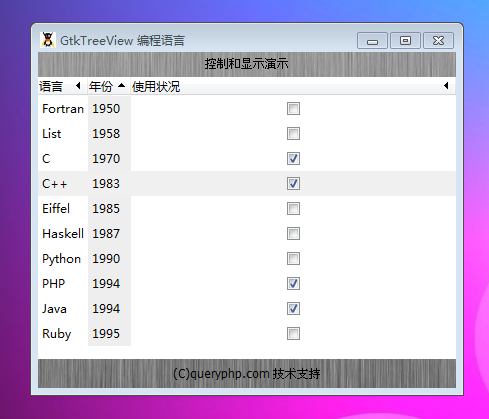 GtkTreeView 编程语言
控制和显示演示
语言 年份 使用状况
Fortran 1950
List 1958
C 1970
C++ 1983
Eiffel 1985
Haskell 1987
Python 1990
PHP 1994
Java 1994
Ruby 1995
(C)queryphp.com 技术支持